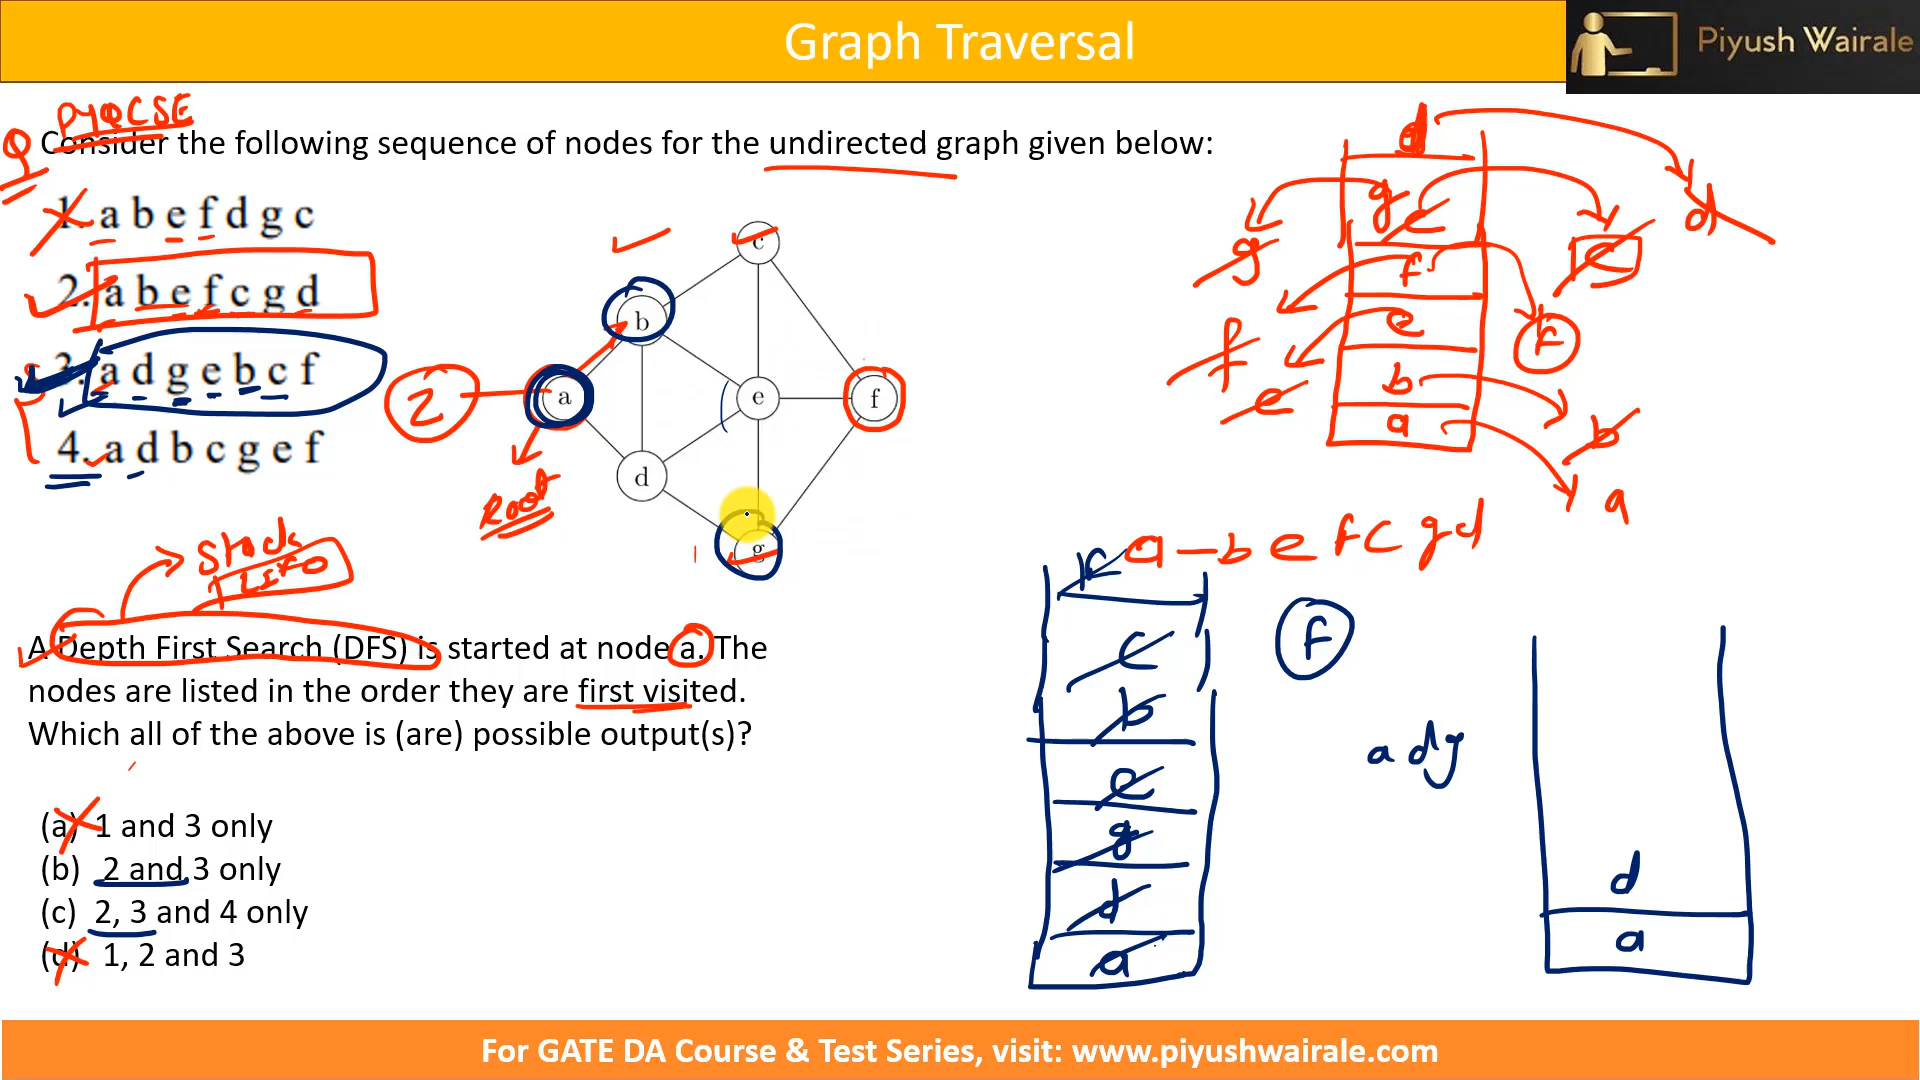 Graph Traversal
Piyush Wairale
PYQ CSE
Q Consider the following sequence of nodes for the undirected graph given below:
1. a b e f d g c
2. a b e f c g d
3. a d g e b c f
4. a d b c g e f
c
b
a
e
f
d
g
2
Root
Stack
LIFO
A Depth First Search (DFS) is started at node a. The
nodes are listed in the order they are first visited.
Which all of the above is (are) possible output(s)?
(a) 1 and 3 only
(b) 2 and 3 only
(c) 2, 3 and 4 only
(d) 1, 2 and 3
d
g c
f
e
b
a
g
f
e
d
c
f
b
a
a - b e f c g d
f
c
b
e
g
d
a
f
a d g
d
a
For GATE DA Course & Test Series, visit: www.piyushwairale.com